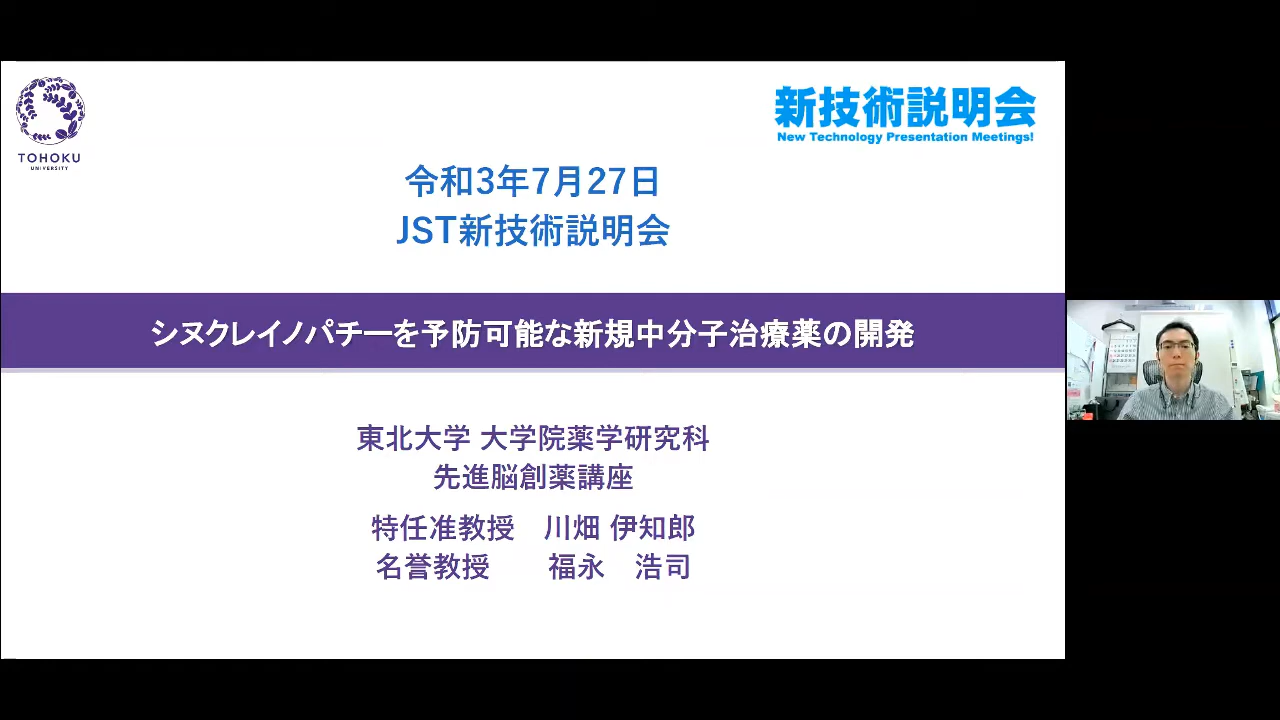 TOHOKU
UNIVERSITY
新技術説明会
New Technology Presentation Meetings!
令和3年7月27日
JST新技術説明会
シヌクレイノパチーを予防可能な新規中分子治療薬の開発
東北大学 大学院薬学研究科
先進脳創薬講座
特任准教授　川畑 伊知郎
名誉教授　　福永　浩司